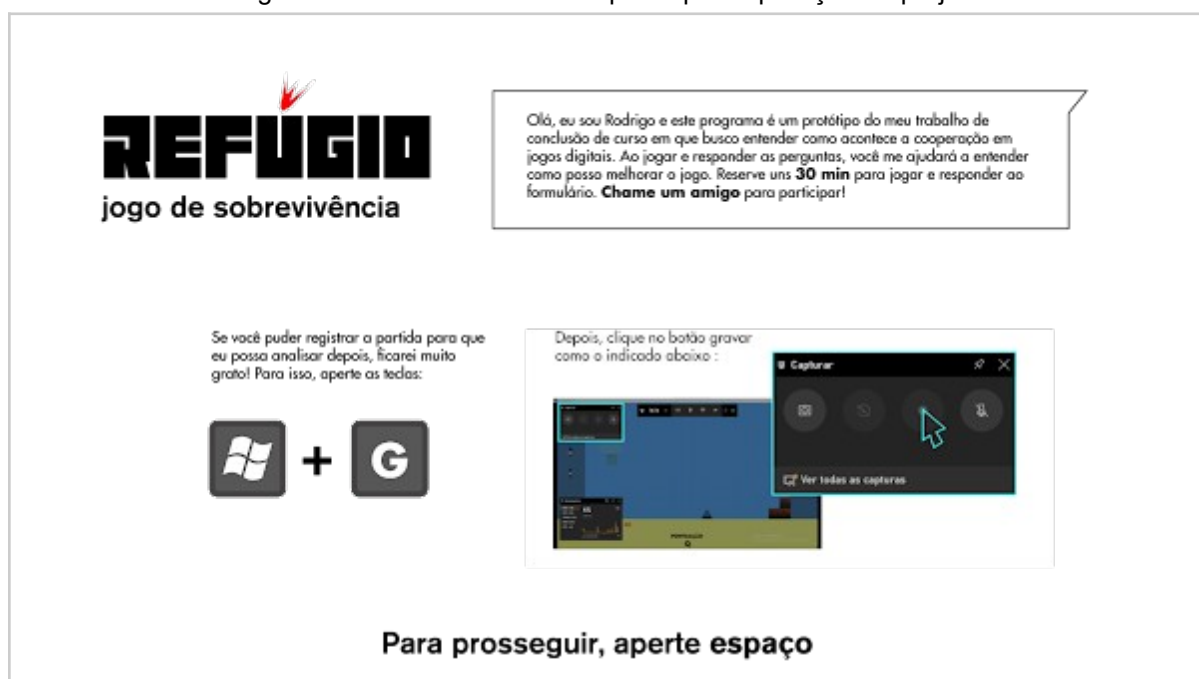 REFÚGIO
jogo de sobrevivência
Olá, eu sou Rodrigo e este programa é um protótipo do meu trabalho de
conclusão de curso em que busco entender como acontece a cooperação em
jogos digitais. Ao jogar e responder as perguntas, você me ajudará a entender
como posso melhorar o jogo. Reserve uns 30 min para jogar e responder ao
formulário. Chame um amigo para participar!
Se você puder registrar a partida para que
eu possa analisar depois, ficarei muito
grato! Para isso, aperte as teclas:
+ G
Depois, clique no botão gravar
como o indicado abaixo :
Capturar
Ver todas as capturas
Para prosseguir, aperte espaço